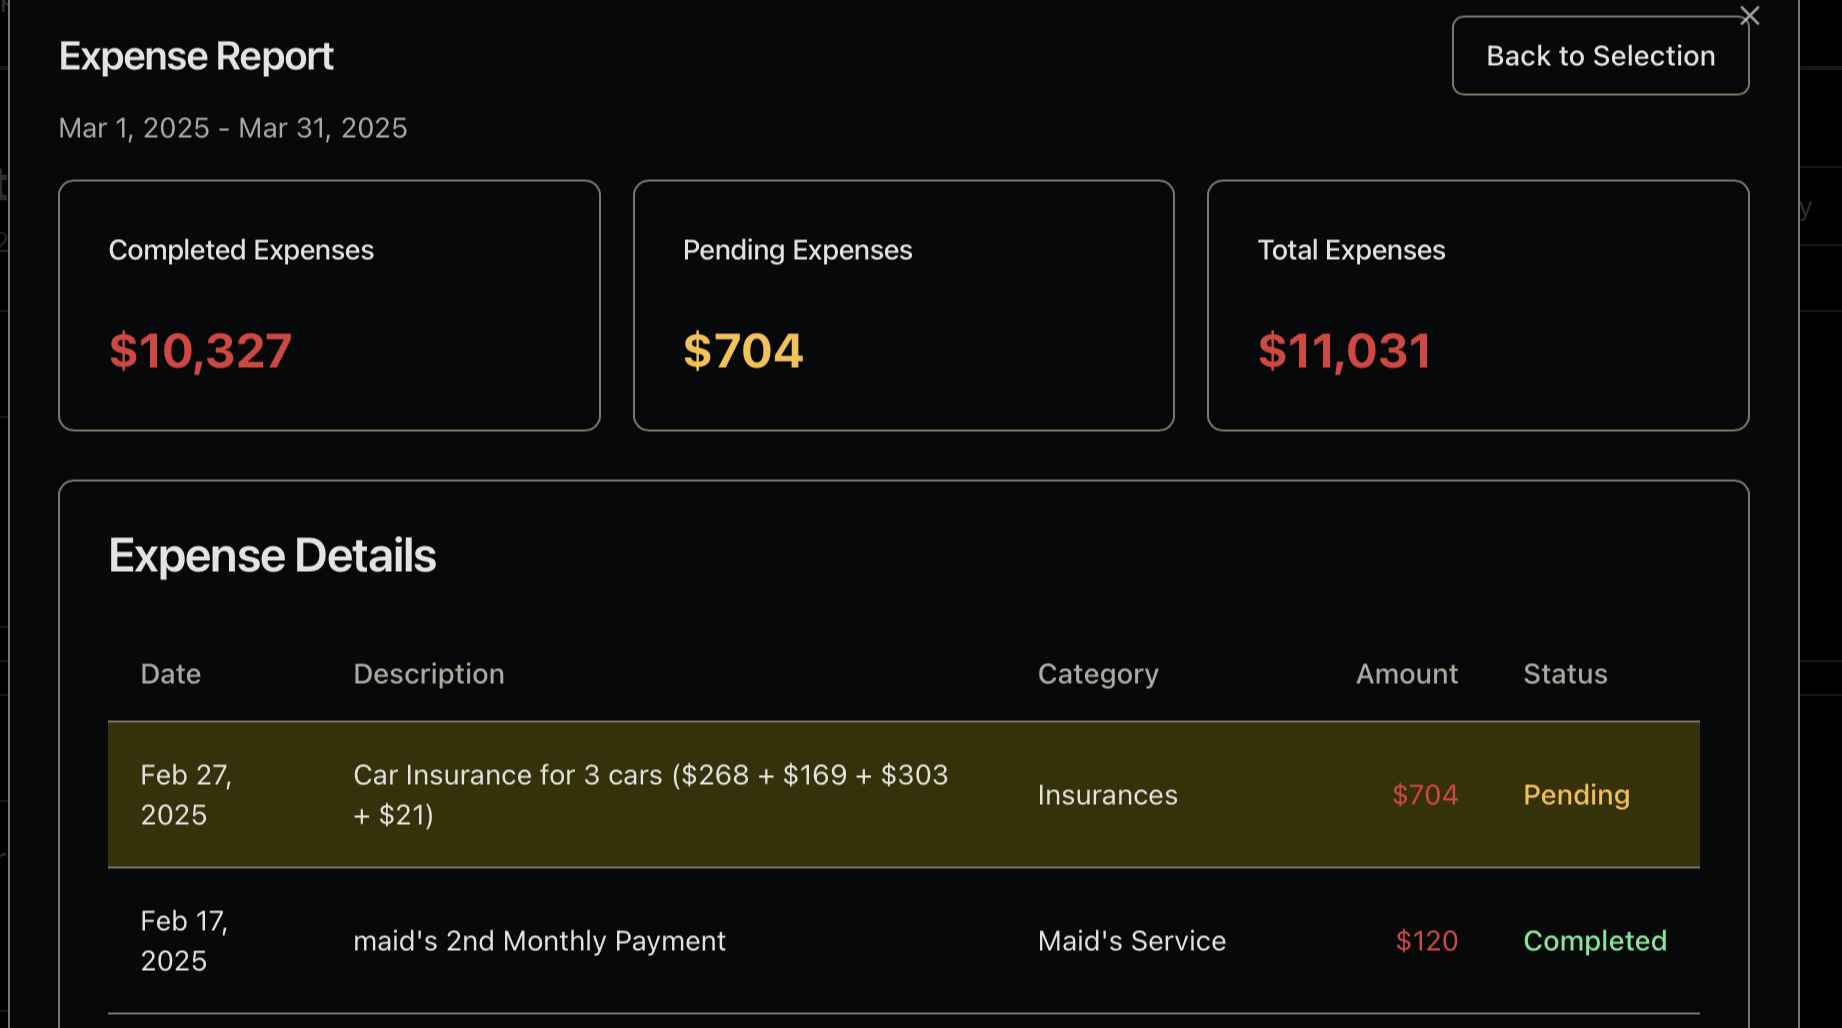 Expense Report
Back to Selection
Mar 1, 2025 - Mar 31, 2025
Completed Expenses
$10,327
Pending Expenses
$704
Total Expenses
$11,031
Expense Details
Date Description Category Amount Status
Feb 27, 2025 Car Insurance for 3 cars ($268 + $169 + $303 + $21) Insurances $704 Pending
Feb 17, 2025 maid's 2nd Monthly Payment Maid's Service $120 Completed